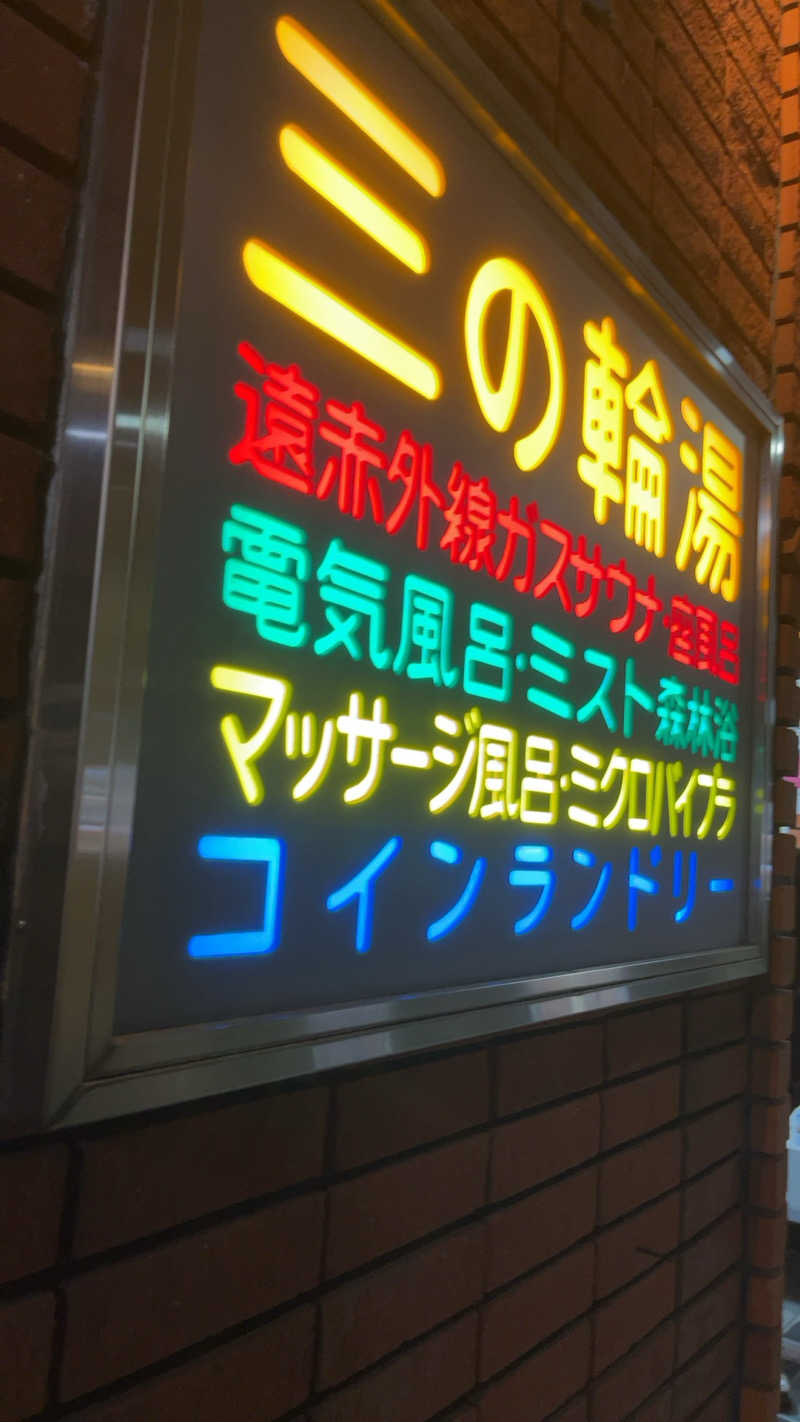 三の輪湯
遠赤外線ガスサウナ・露風呂
電気風呂・ミスト森林浴
マッサージ風呂・ミクロバイブラ
コインランドリー